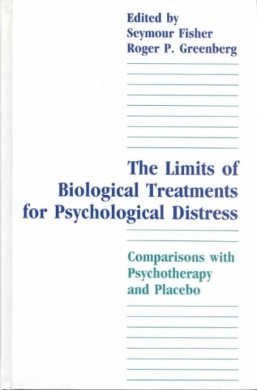 Edited by
Seymour Fisher
Roger P. Greenberg
The Limits of
Biological Treatments
for Psychological Distress
Comparisons with
Psychotherapy
and Placebo